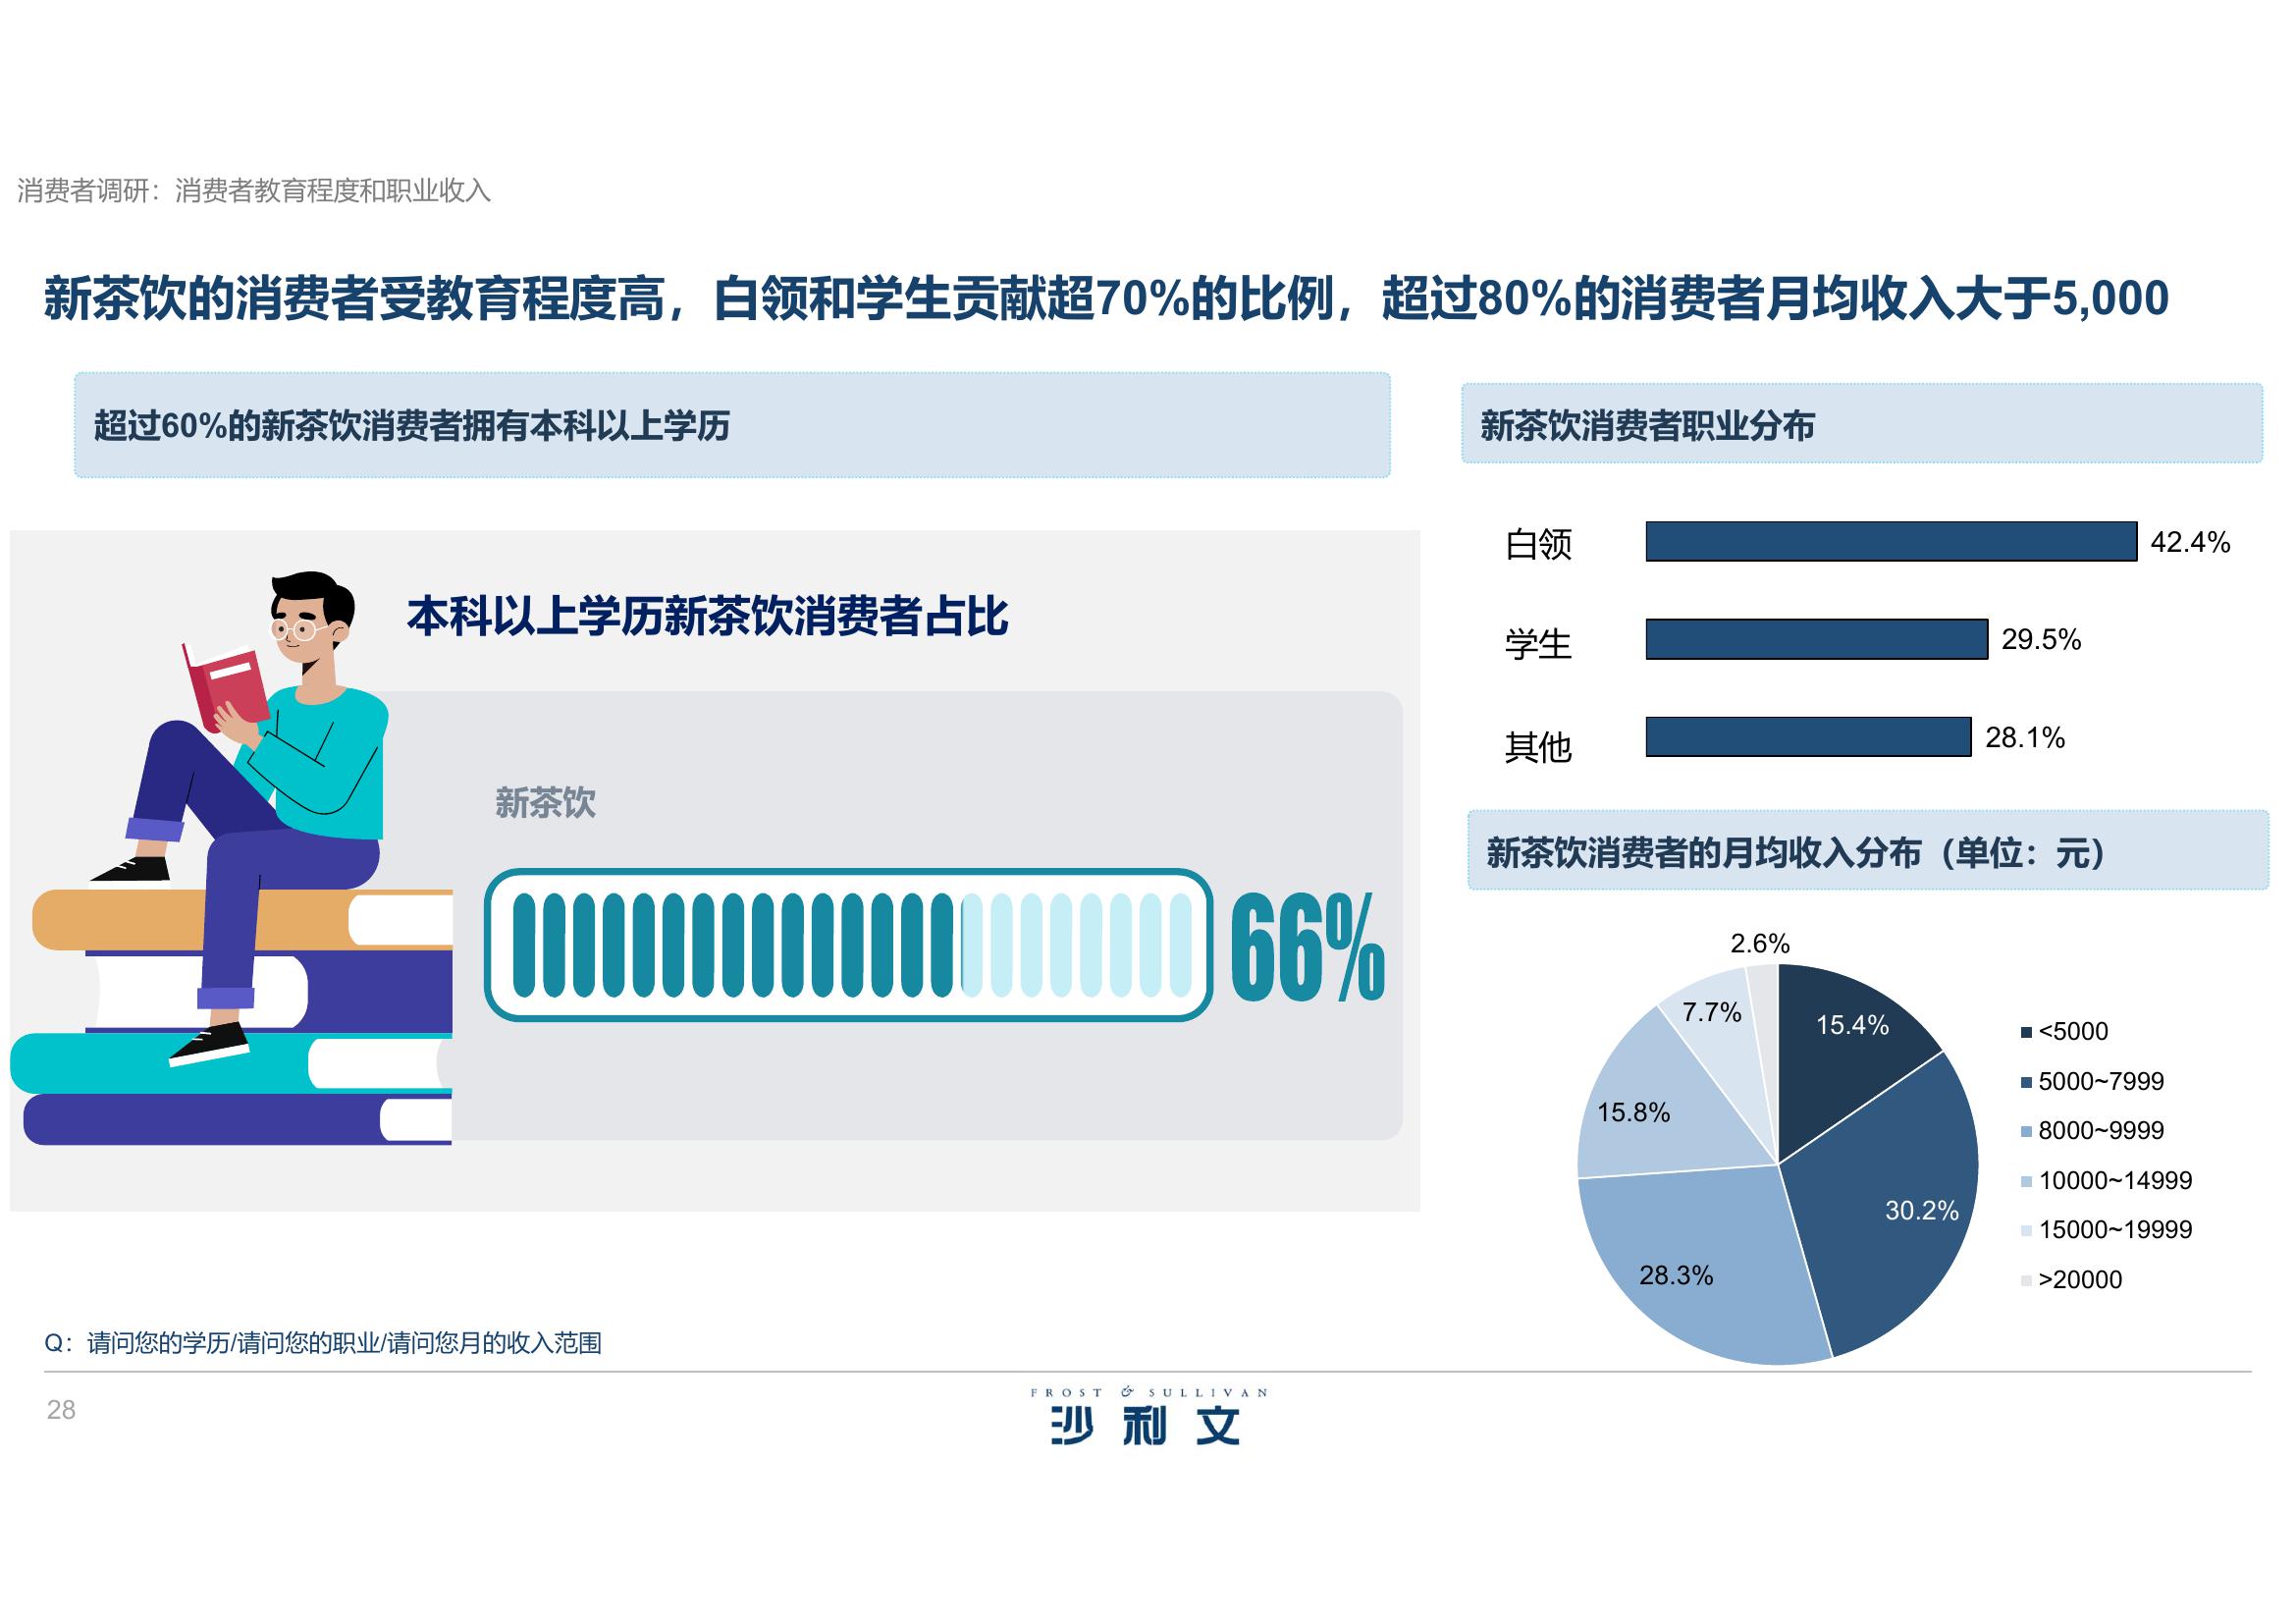 消费者调研：消费者教育程度和职业收入
新茶饮的消费者受教育程度高，白领和学生贡献超70%的比例，超过80%的消费者月均收入大于5,000
超过60%的新茶饮消费者拥有本科以上学历
本科以上学历新茶饮消费者占比
新茶饮
66%
新茶饮消费者职业分布
白领 42.4%
学生 29.5%
其他 28.1%
新茶饮消费者的月均收入分布（单位：元）
2.6%
7.7%
15.4%
15.8%
30.2%
28.3%
<5000
5000~7999
8000~9999
10000~14999
15000~19999
>20000
Q：请问您的学历/请问您的职业/请问您月的收入范围
28
FROST & SULLIVAN
沙利文